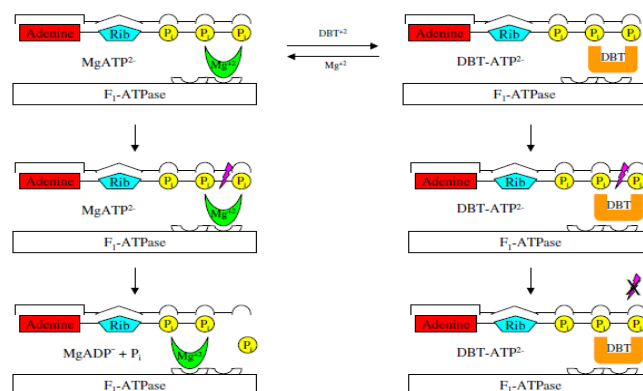 Adenine Rib Pi Pi Pi
MgATP2-
Mg+2
F1-ATPase
DBT+2
Mg+2
Adenine Rib Pi Pi Pi
DBT-ATP2-
DBT
F1-ATPase
Adenine Rib Pi Pi Pi
MgATP2-
Mg+2
F1-ATPase
Adenine Rib Pi Pi Pi
DBT-ATP2-
DBT
F1-ATPase
Adenine Rib Pi Pi
Pi
MgADP- + Pi
Mg+2
F1-ATPase
X
Adenine Rib Pi Pi Pi
DBT-ATP2-
DBT
F1-ATPase